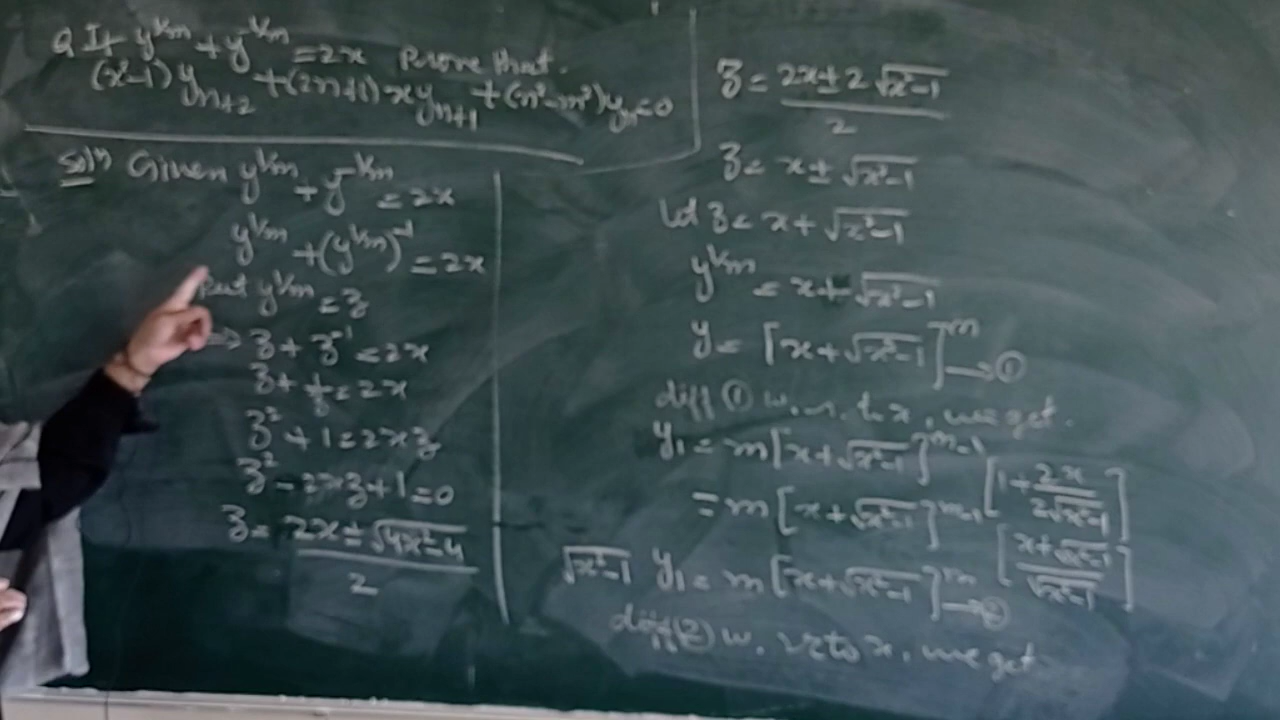 Q If y^{1/m} + y^{-1/m} = 2x Prove that.
(x²-1) y_{n+2} + (2n+1) x y_{n+1} + (n²-m²) y_n = 0
Solⁿ Given y^{1/m} + y^{-1/m} = 2x
y^{1/m} + (y^{1/m})^{-1} = 2x
Put y^{1/m} = z
⇒ z + z^{-1} = 2x
z + 1/z = 2x
z² + 1 = 2xz
z² - 2xz + 1 = 0
z = (2x ± √(4x²-4)) / 2
z = (2x ± 2√(x²-1)) / 2
z = x ± √(x²-1)
let z = x + √(x²-1)
y^{1/m} = x + √(x²-1)
y = [x + √(x²-1)]^m → ①
diff ① w.r. to x, we get.
y₁ = m[x + √(x²-1)]^{m-1} [1 + 2x / 2√(x²-1)]
= m[x + √(x²-1)]^{m-1} [(x + √(x²-1)) / √(x²-1)]
√(x²-1) y₁ = m[x + √(x²-1)]^m → ②
diff (2) w. r. to x, we get